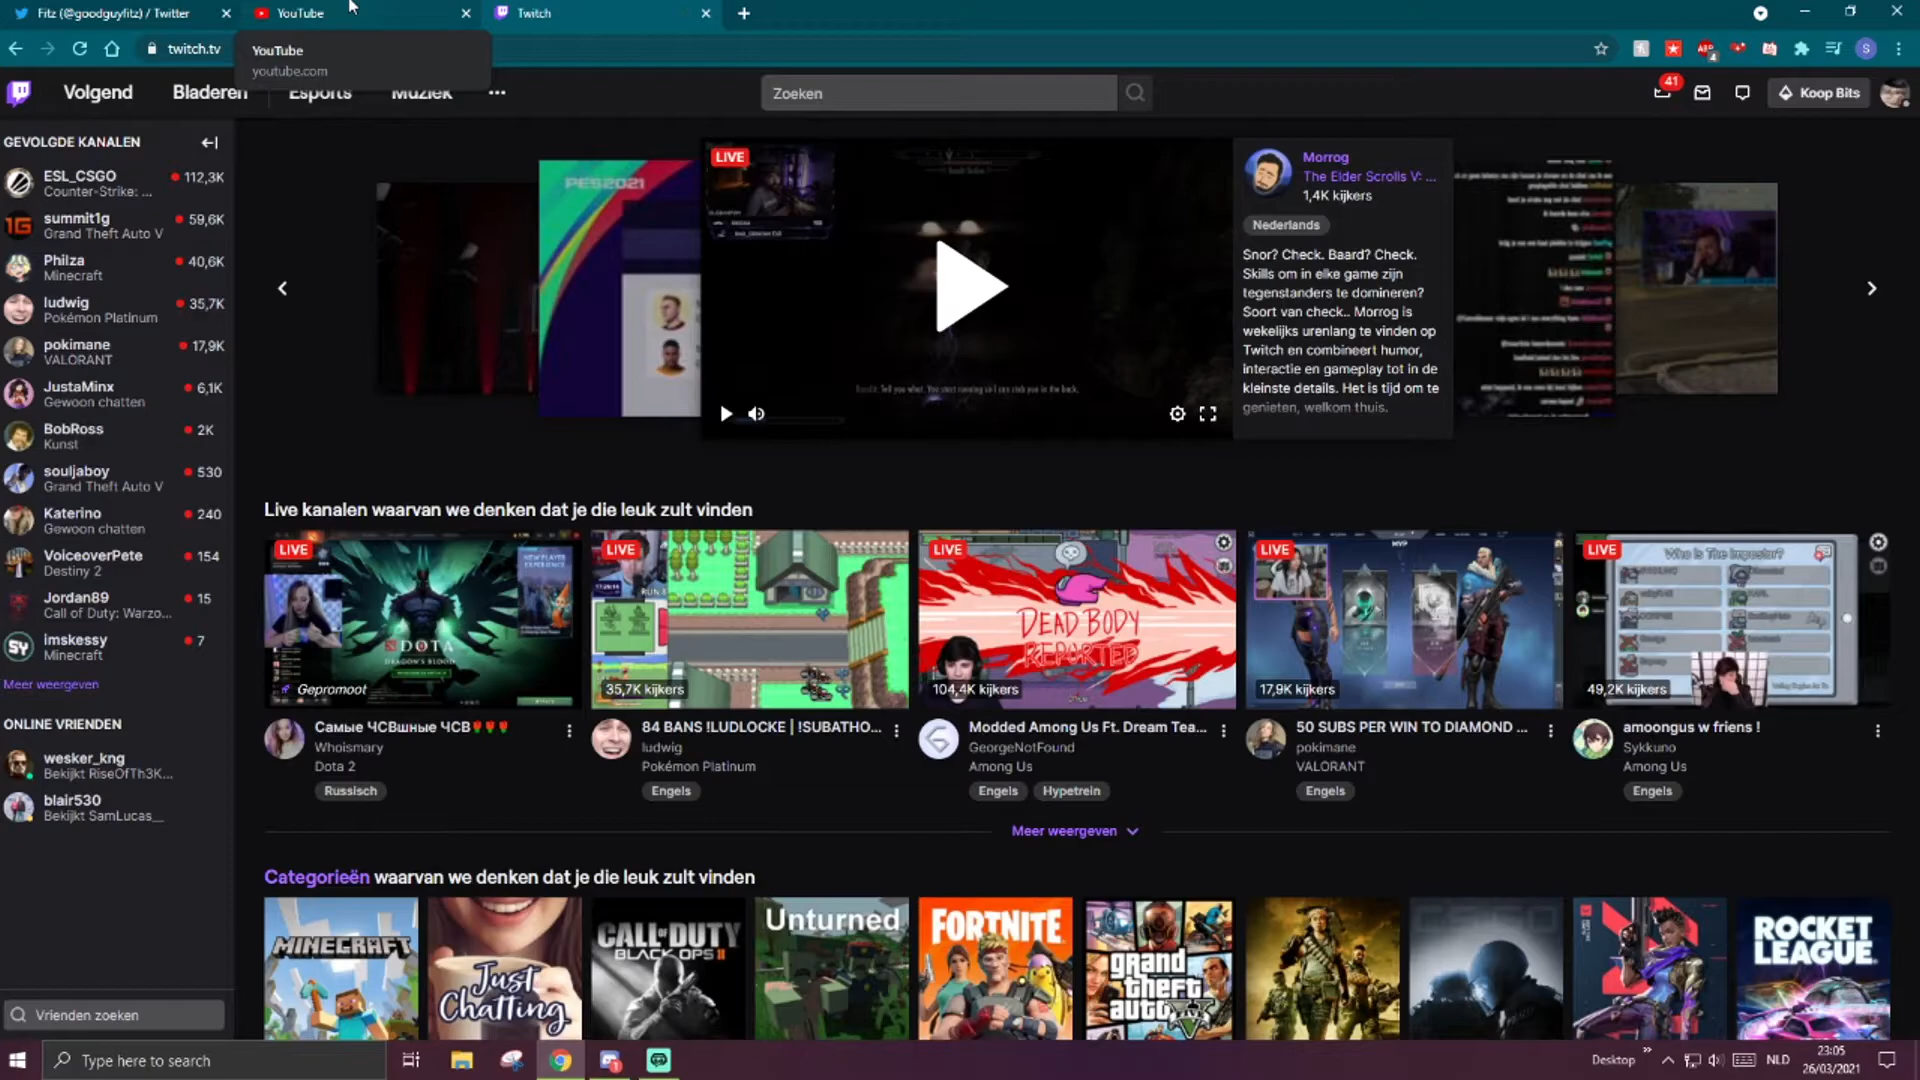 Fitz (@goodguyfitz) / Twitter
YouTube
Twitch
twitch.tv
YouTube
youtube.com
Volgend
Bladeren
Esports
Muziek
Zoeken
41
Koop Bits
GEVOLGDE KANALEN
ESL_CSGO
112,3K
Counter-Strike: ...
summit1g
59,6K
Grand Theft Auto V
Philza
40,6K
Minecraft
ludwig
35,7K
Pokémon Platinum
pokimane
17,9K
VALORANT
JustaMinx
6,1K
Gewoon chatten
BobRoss
2K
Kunst
souljaboy
530
Grand Theft Auto V
Katerino
240
Gewoon chatten
VoiceoverPete
154
Destiny 2
Jordan89
15
Call of Duty: Warzo...
imskessy
7
Minecraft
Meer weergeven
ONLINE VRIENDEN
wesker_kng
Bekijkt RiseOfTh3K...
blair530
Bekijkt SamLucas__
Vrienden zoeken
PES2021
LIVE
Morrog
The Elder Scrolls V: ...
1,4K kijkers
Nederlands
Snor? Check. Baard? Check.
Skills om in elke game zijn
tegenstanders te domineren?
Soort van check.. Morrog is
wekelijks urenlang te vinden op
Twitch en combineert humor,
interactie en gameplay tot in de
kleinste details. Het is tijd om te
genieten, welkom thuis.
Live kanalen waarvan we denken dat je die leuk zult vinden
LIVE
NEW PLAYER
EXPERIENCE
DOTA
DRAGON'S BLOOD
Gepromoot
Самые ЧСВшные ЧСВ🌹🌹🌹
Whoismary
Dota 2
Russisch
LIVE
35,7K kijkers
84 BANS !LUDLOCKE | !SUBATHO...
ludwig
Pokémon Platinum
Engels
LIVE
DEAD BODY
REPORTED
104,4K kijkers
Modded Among Us Ft. Dream Tea...
GeorgeNotFound
Among Us
Engels
Hypetrein
LIVE
MVP
17,9K kijkers
50 SUBS PER WIN TO DIAMOND ...
pokimane
VALORANT
Engels
LIVE
Who Is The Impostor?
49,2K kijkers
amoongus w friens !
Sykkuno
Among Us
Engels
Meer weergeven
Categorieën waarvan we denken dat je die leuk zult vinden
MINECRAFT
Just
Chatting
CALL OF DUTY
BLACK OPS II
Unturned
FORTNITE
grand
theft
auto V
ROCKET
LEAGUE
Type here to search
Desktop
NLD
23:05
26/03/2021